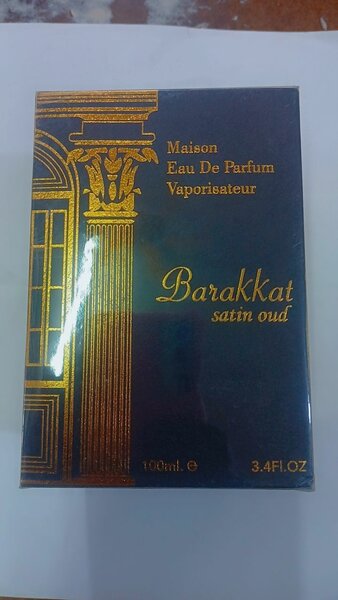 Maison
Eau De Parfum
Vaporisateur
Barakkat
satin oud
100ml. e 3.4Fl.OZ